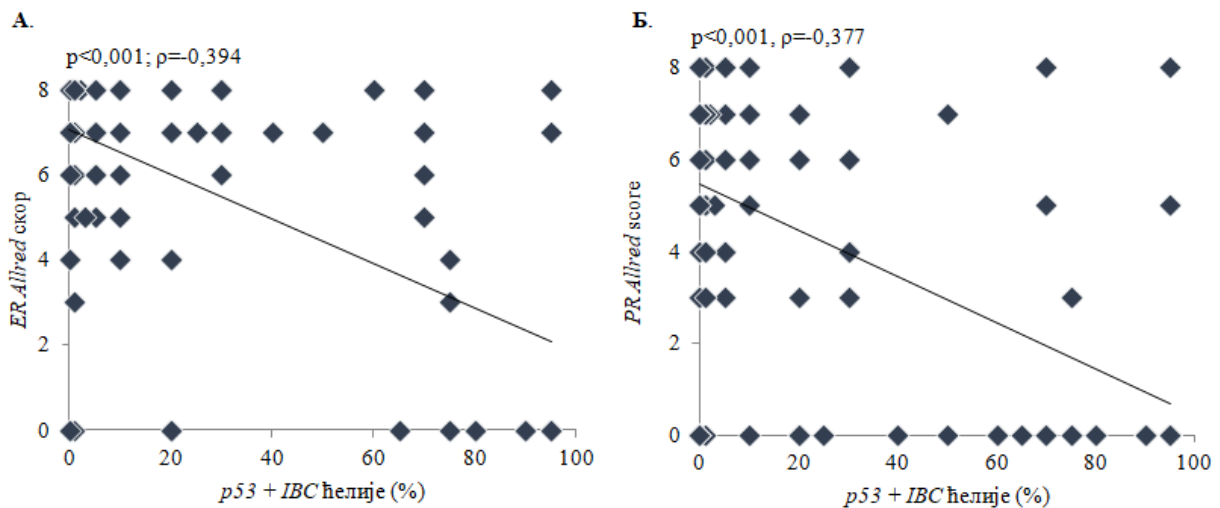 А.
p<0,001; ρ=-0,394
8
6
4
2
0
ER Allred скор
0 20 40 60 80 100
p53 + IBC ћелије (%)
Б.
p<0,001, ρ=-0,377
8
6
4
2
0
PR Allred score
0 20 40 60 80 100
p53 + IBC ћелије (%)